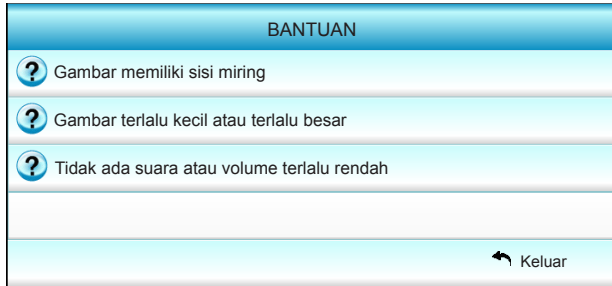 BANTUAN
Gambar memiliki sisi miring
Gambar terlalu kecil atau terlalu besar
Tidak ada suara atau volume terlalu rendah
Keluar